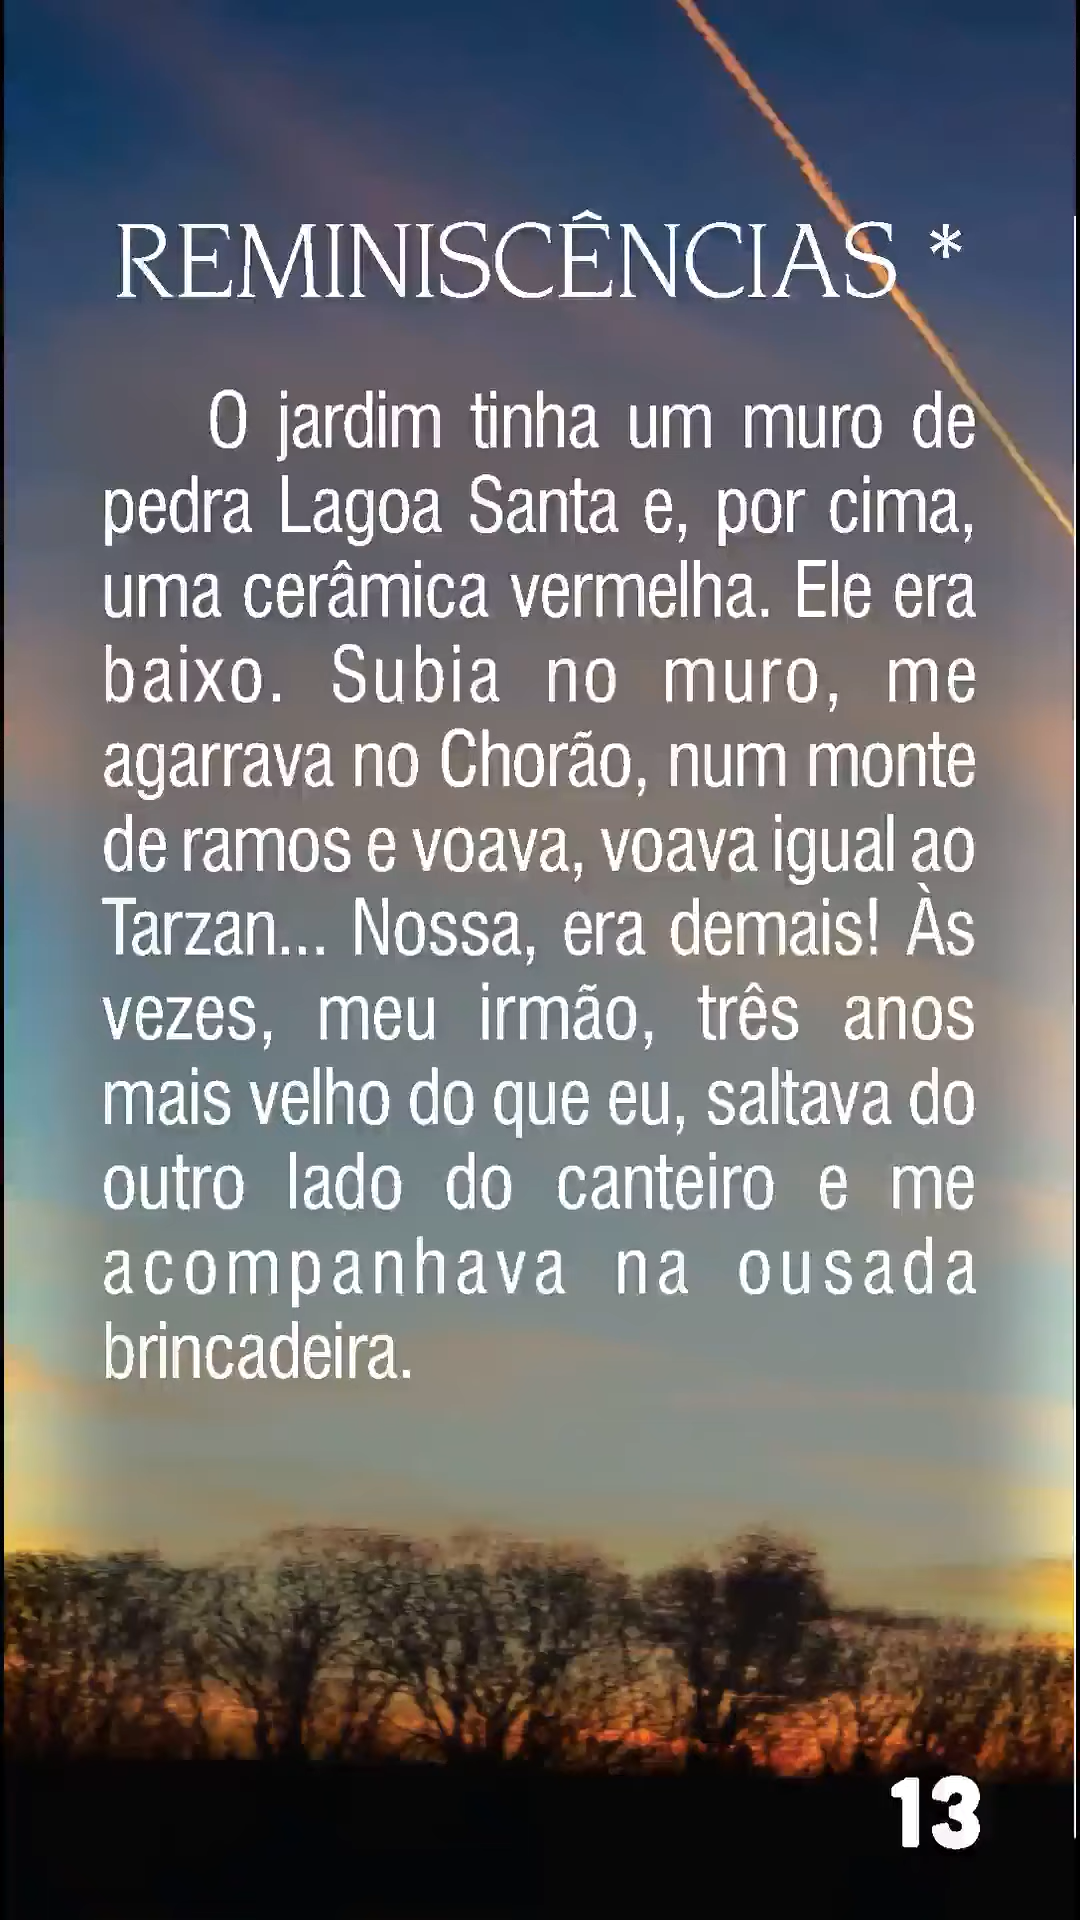 REMINISCÊNCIAS *
O jardim tinha um muro de
pedra Lagoa Santa e, por cima,
uma cerâmica vermelha. Ele era
baixo. Subia no muro, me
agarrava no Chorão, num monte
de ramos e voava, voava igual ao
Tarzan... Nossa, era demais! Às
vezes, meu irmão, três anos
mais velho do que eu, saltava do
outro lado do canteiro e me
acompanhava na ousada
brincadeira.
13